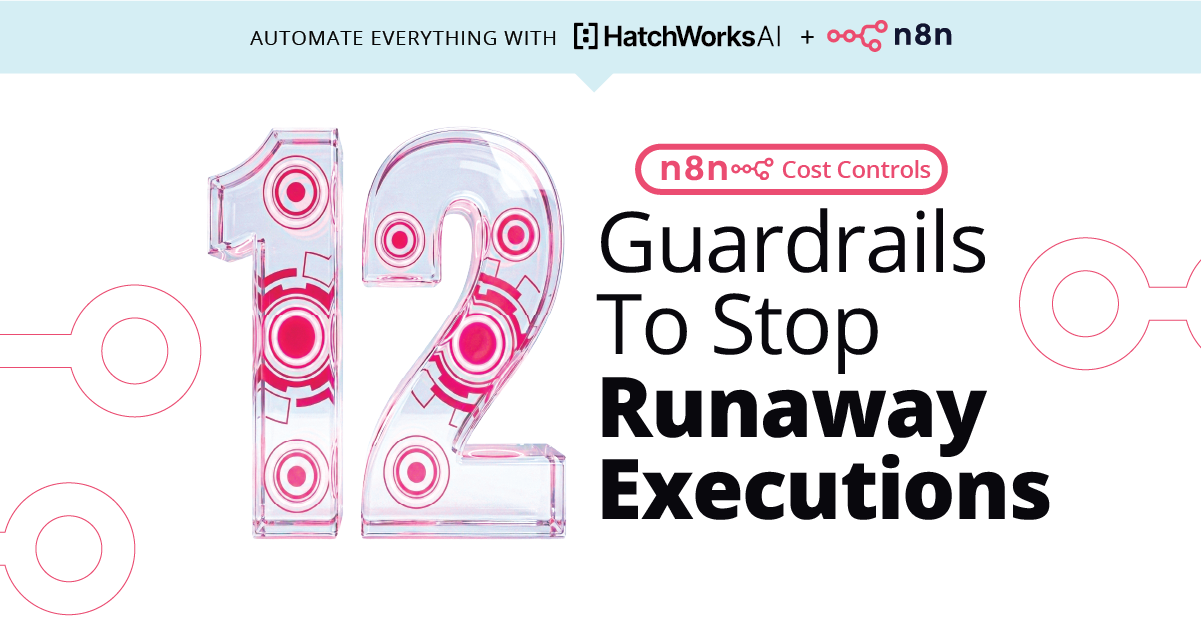 AUTOMATE EVERYTHING WITH [:] HatchWorksAI + n8n
12
n8n Cost Controls
Guardrails
To Stop
Runaway
Executions